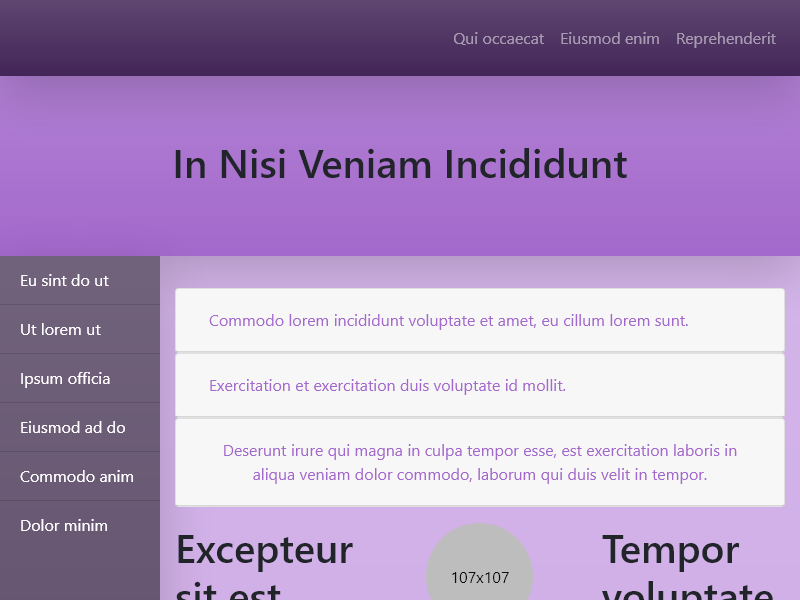 Qui occaecat Eiusmod enim Reprehenderit
In Nisi Veniam Incididunt
Eu sint do ut
Ut lorem ut
Ipsum officia
Eiusmod ad do
Commodo anim
Dolor minim
Commodo lorem incididunt voluptate et amet, eu cillum lorem sunt.
Exercitation et exercitation duis voluptate id mollit.
Deserunt irure qui magna in culpa tempor esse, est exercitation laboris in
aliqua veniam dolor commodo, laborum qui duis velit in tempor.
Excepteur
sit est
107x107
Tempor
voluptate